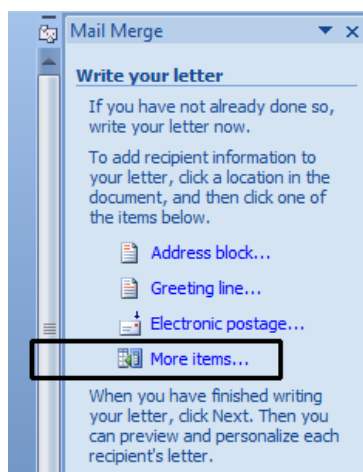 Mail Merge
Write your letter
If you have not already done so,
write your letter now.
To add recipient information to
your letter, click a location in the
document, and then click one of
the items below.
Address block...
Greeting line...
Electronic postage...
More items...
When you have finished writing
your letter, click Next. Then you
can preview and personalize each
recipient's letter.